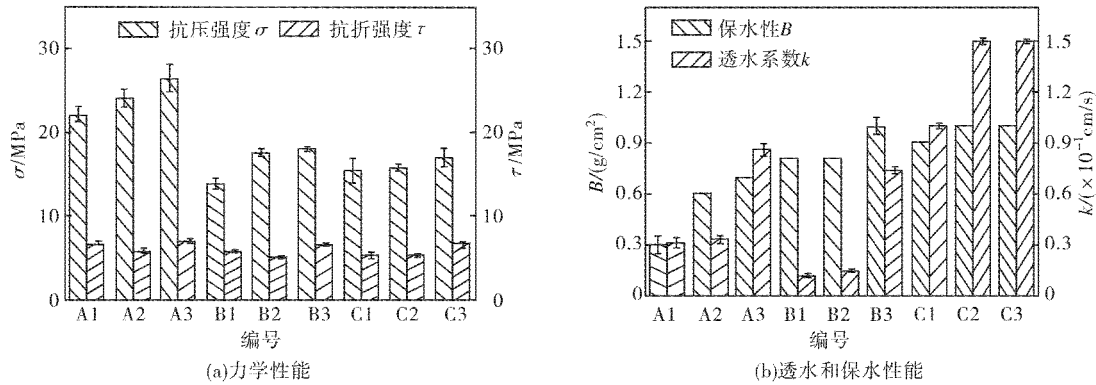 抗压强度σ 抗折强度τ
30 30
20 20
10 10
0 0
σ/MPa
τ/MPa
A1 A2 A3 B1 B2 B3 C1 C2 C3
编号
(a)力学性能
保水性B
透水系数k
1.5 1.5
1.2 1.2
0.9 0.9
0.6 0.6
0.3 0.3
0 0
B/(g/cm²)
k/(×10⁻¹cm/s)
A1 A2 A3 B1 B2 B3 C1 C2 C3
编号
(b)透水和保水性能